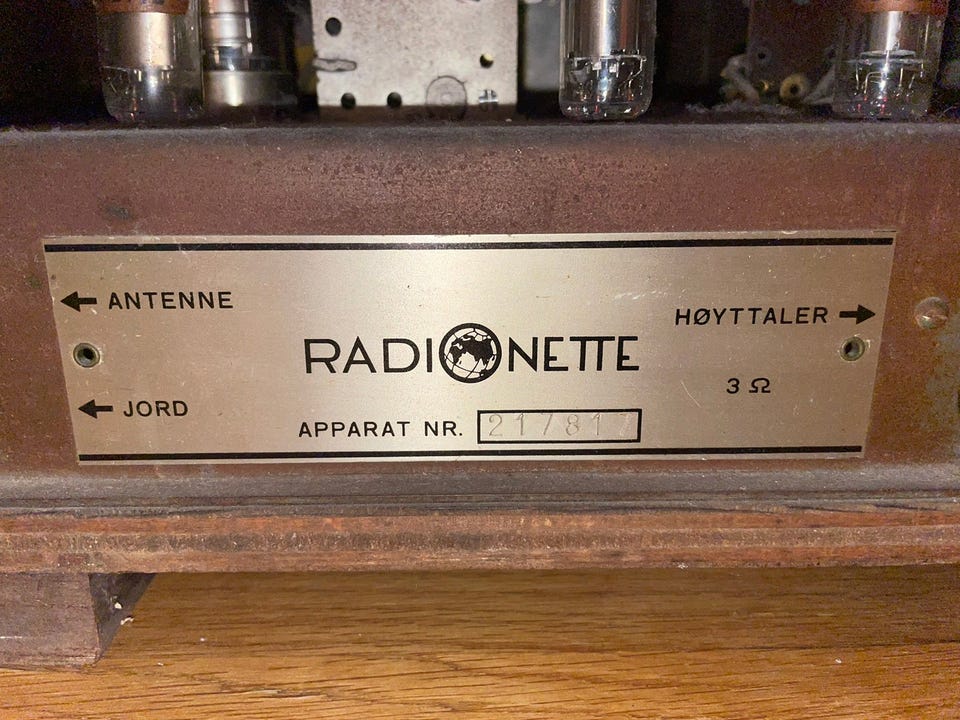 ← ANTENNE
HØYTTALER →
RADIONETTE
3 Ω
← JORD
APPARAT NR. 217817